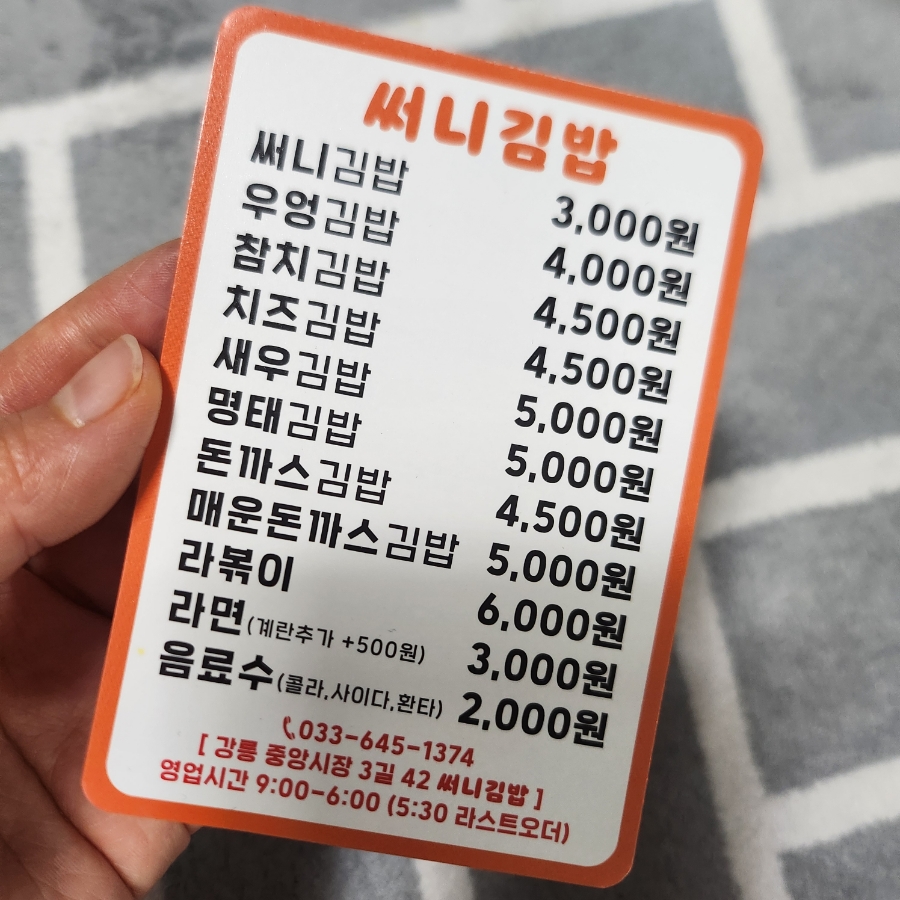 써니김밥
써니김밥 3,000원
우엉김밥 4,000원
참치김밥 4,500원
치즈김밥 4,500원
새우김밥 5,000원
명태김밥 5,000원
돈까스김밥 4,500원
매운돈까스김밥 5,000원
라볶이 6,000원
라면(계란추가 +500원) 3,000원
음료수(콜라,사이다,환타) 2,000원
033-645-1374
[ 강릉 중앙시장 3길 42 써니김밥 ]
영업시간 9:00-6:00 (5:30 라스트오더)